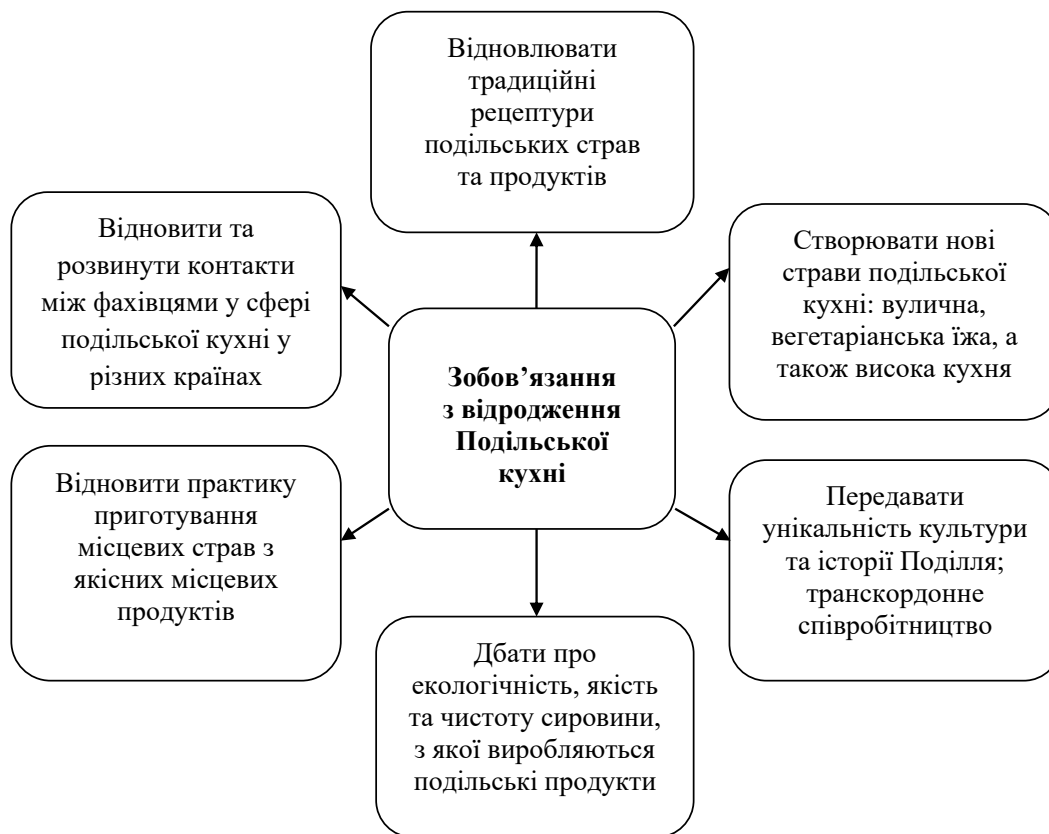 Відновлювати
традиційні
рецептури
подільських страв
та продуктів
Відновити та
розвинути контакти
між фахівцями у сфері
подільської кухні у
різних країнах
Створювати нові
страви подільської
кухні: вулична,
вегетаріанська їжа, а
також висока кухня
Зобов’язання
з відродження
Подільської
кухні
Відновити практику
приготування
місцевих страв з
якісних місцевих
продуктів
Передавати
унікальність культури
та історії Поділля;
транскордонне
співробітництво
Дбати про
екологічність, якість
та чистоту сировини,
з якої виробляються
подільські продукти